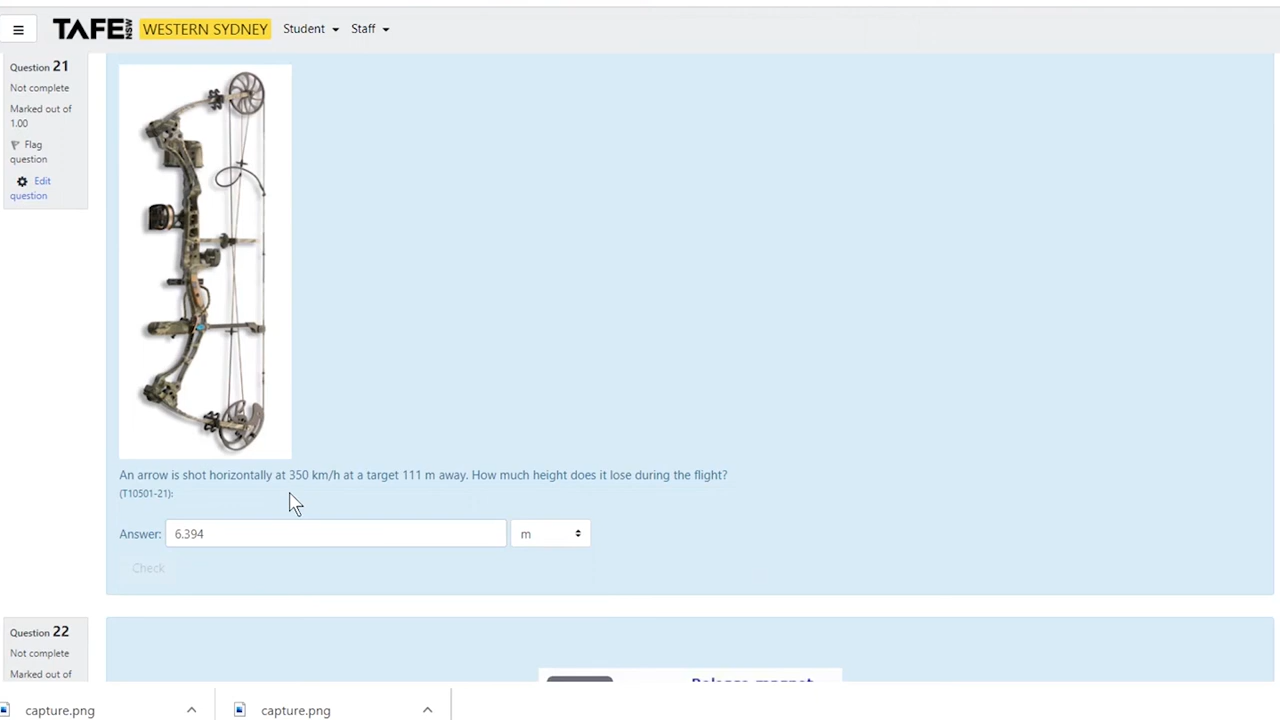 ☰ TAFE NSW WESTERN SYDNEY Student Staff
Question 21
Not complete
Marked out of
1.00
Flag
question
Edit
question
An arrow is shot horizontally at 350 km/h at a target 111 m away. How much height does it lose during the flight?
(T10501-21):
Answer: 6.394 m
Check
Question 22
Not complete
Marked out of
Release magnet
capture.png capture.png